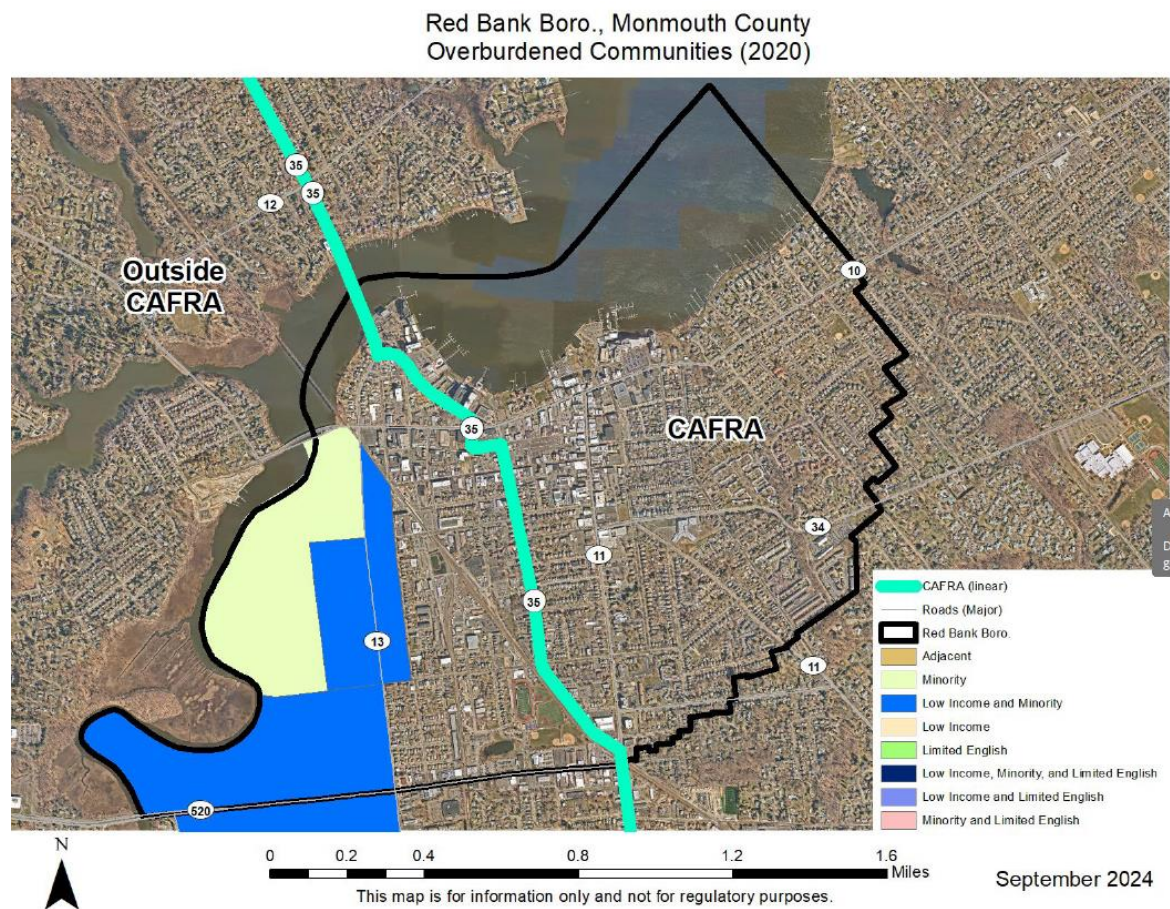 Red Bank Boro., Monmouth County
Overburdened Communities (2020)
35
35
12
Outside
CAFRA
10
35
CAFRA
34
11
35
13
11
520
A
D
g
CAFRA (linear)
Roads (Major)
Red Bank Boro.
Adjacent
Minority
Low Income and Minority
Low Income
Limited English
Low Income, Minority, and Limited English
Low Income and Limited English
Minority and Limited English
N
0 0.2 0.4 0.8 1.2 1.6
Miles
This map is for information only and not for regulatory purposes.
September 2024